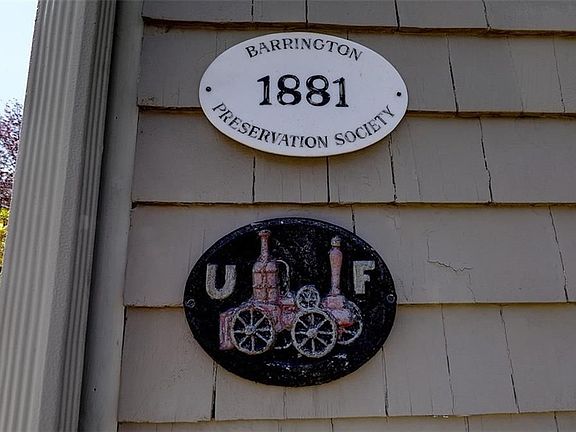 BARRINGTON
1881
PRESERVATION SOCIETY
U F